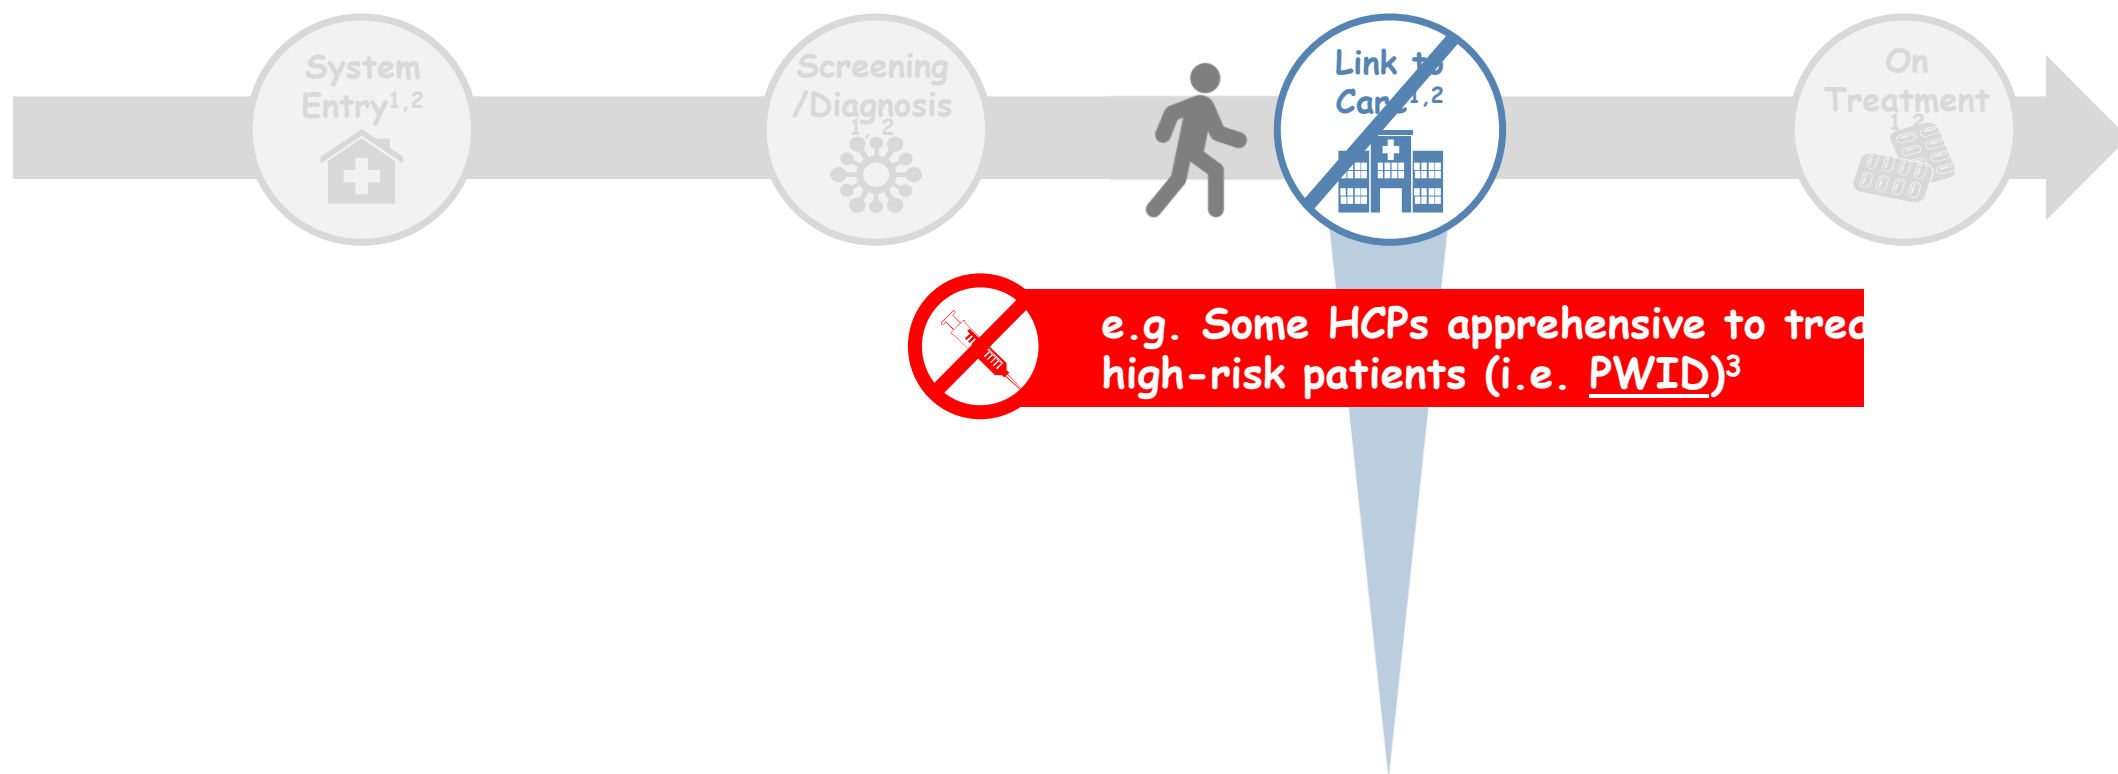 System
Entry1,2
Screening
/Diagnosis
1, 2
Link to
Care1,2
On
Treatment
1,2
e.g. Some HCPs apprehensive to trea
high-risk patients (i.e. PWID)3